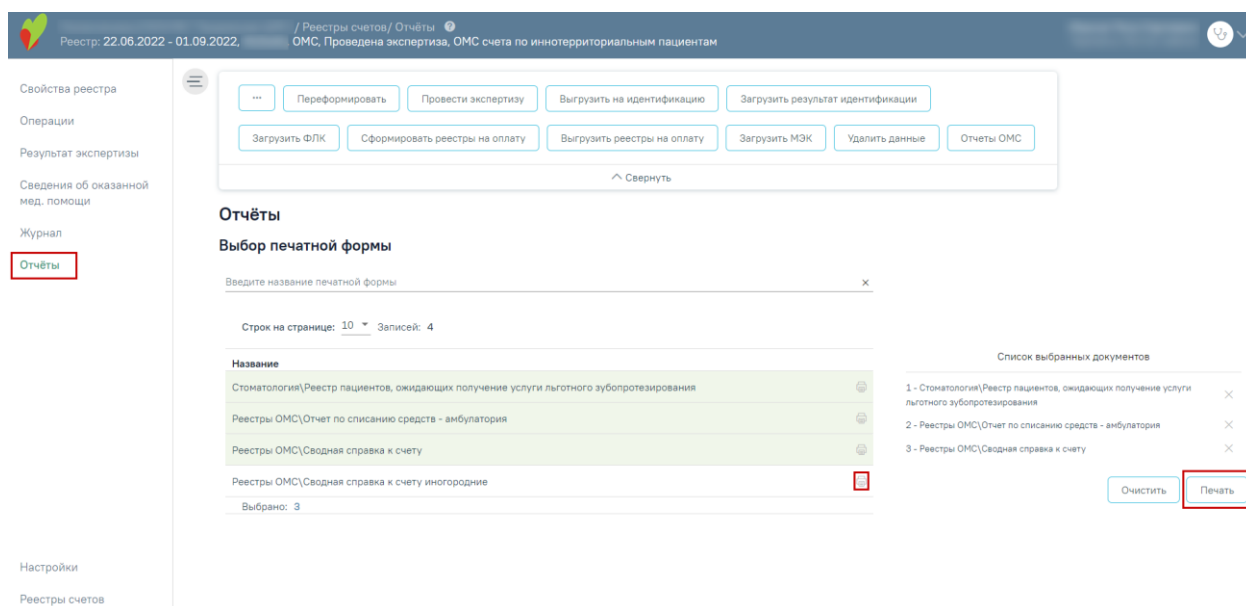 / Реестры счетов/ Отчёты ?
Реестр: 22.06.2022 - 01.09.2022, ОМС, Проведена экспертиза, ОМС счета по иннотерриториальным пациентам
Свойства реестра
Операции
Результат экспертизы
Сведения об оказанной
мед. помощи
Журнал
Отчёты
Настройки
Реестры счетов
... Переформировать Провести экспертизу Выгрузить на идентификацию Загрузить результат идентификации
Загрузить ФЛК Сформировать реестры на оплату Выгрузить реестры на оплату Загрузить МЭК Удалить данные Отчеты ОМС
Свернуть
Отчёты
Выбор печатной формы
Введите название печатной формы
Строк на странице: 10 Записей: 4
Название
Стоматология\Реестр пациентов, ожидающих получение услуги льготного зубопротезирования
Реестры ОМС\Отчет по списанию средств - амбулатория
Реестры ОМС\Сводная справка к счету
Реестры ОМС\Сводная справка к счету иногородние
Выбрано: 3
Список выбранных документов
1 - Стоматология\Реестр пациентов, ожидающих получение услуги
льготного зубопротезирования
2 - Реестры ОМС\Отчет по списанию средств - амбулатория
3 - Реестры ОМС\Сводная справка к счету
Очистить Печать